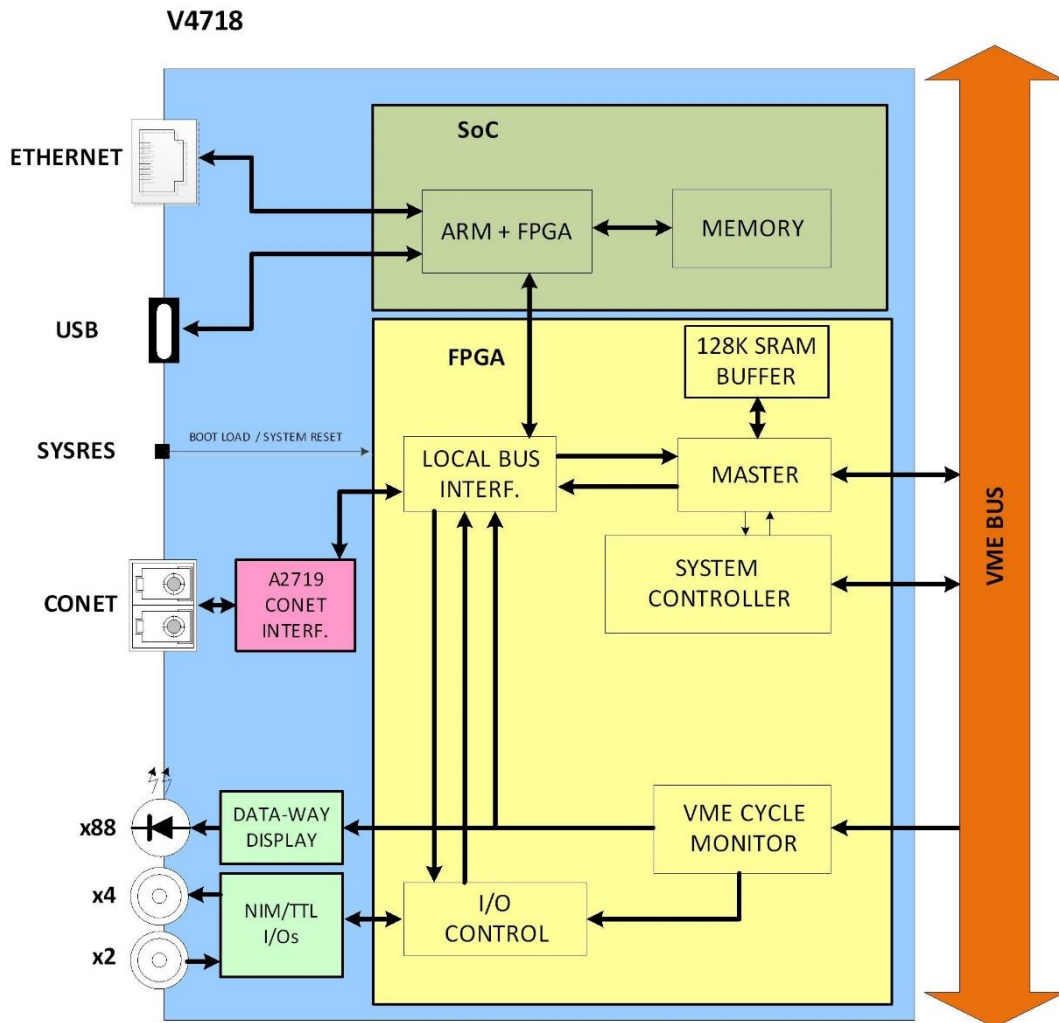 V4718
SoC
ETHERNET
ARM + FPGA
MEMORY
USB
FPGA
128K SRAM
BUFFER
SYSRES
BOOT LOAD / SYSTEM RESET
LOCAL BUS
INTERF.
MASTER
VME BUS
CONET
A2719
CONET
INTERF.
SYSTEM
CONTROLLER
x88
DATA-WAY
DISPLAY
VME CYCLE
MONITOR
x4
NIM/TTL
I/Os
I/O
CONTROL
x2